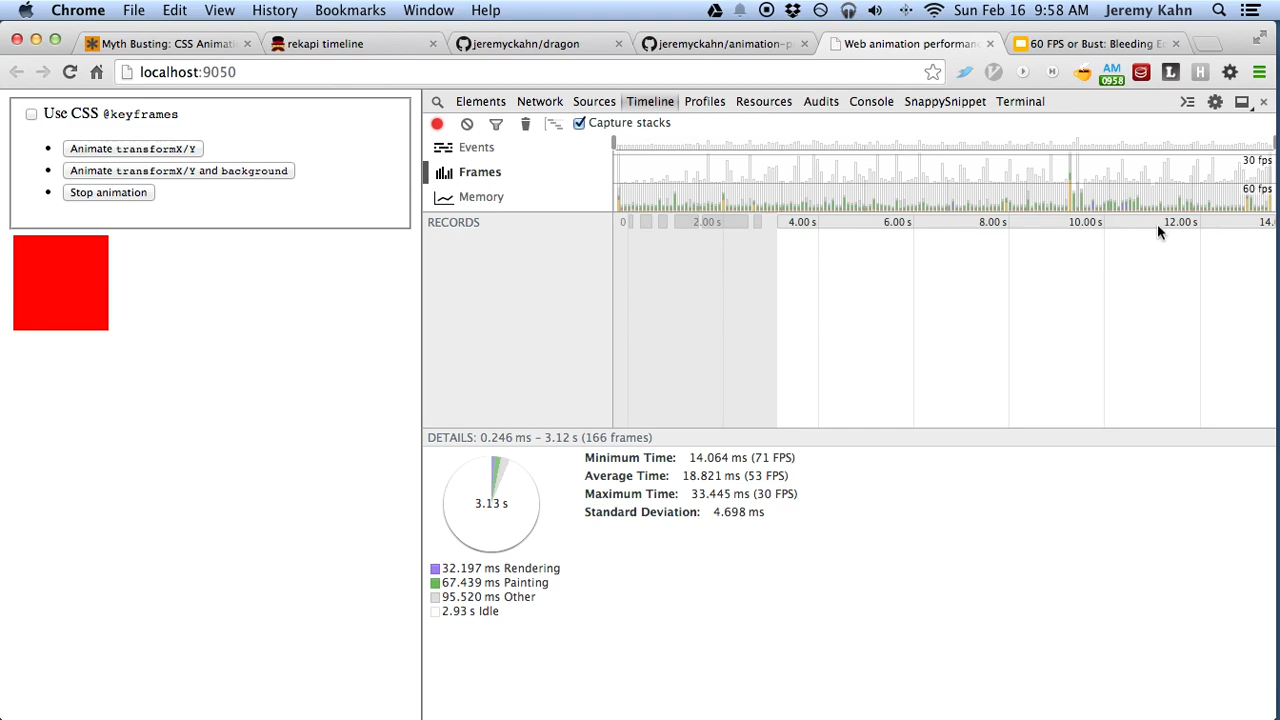 Chrome File Edit View History Bookmarks Window Help Sun Feb 16 9:58 AM Jeremy Kahn
Myth Busting: CSS Animati rekapi timeline jeremyckahn/dragon jeremyckahn/animation-p Web animation performan 60 FPS or Bust: Bleeding E
localhost:9050 AM 0958
Use CSS @keyframes
Animate transformX/Y
Animate transformX/Y and background
Stop animation
Elements Network Sources Timeline Profiles Resources Audits Console SnappySnippet Terminal
Capture stacks
Events
Frames
Memory
30 fps
60 fps
RECORDS 0 2.00 s 4.00 s 6.00 s 8.00 s 10.00 s 12.00 s 14.
DETAILS: 0.246 ms – 3.12 s (166 frames)
3.13 s
Minimum Time: 14.064 ms (71 FPS)
Average Time: 18.821 ms (53 FPS)
Maximum Time: 33.445 ms (30 FPS)
Standard Deviation: 4.698 ms
32.197 ms Rendering
67.439 ms Painting
95.520 ms Other
2.93 s Idle